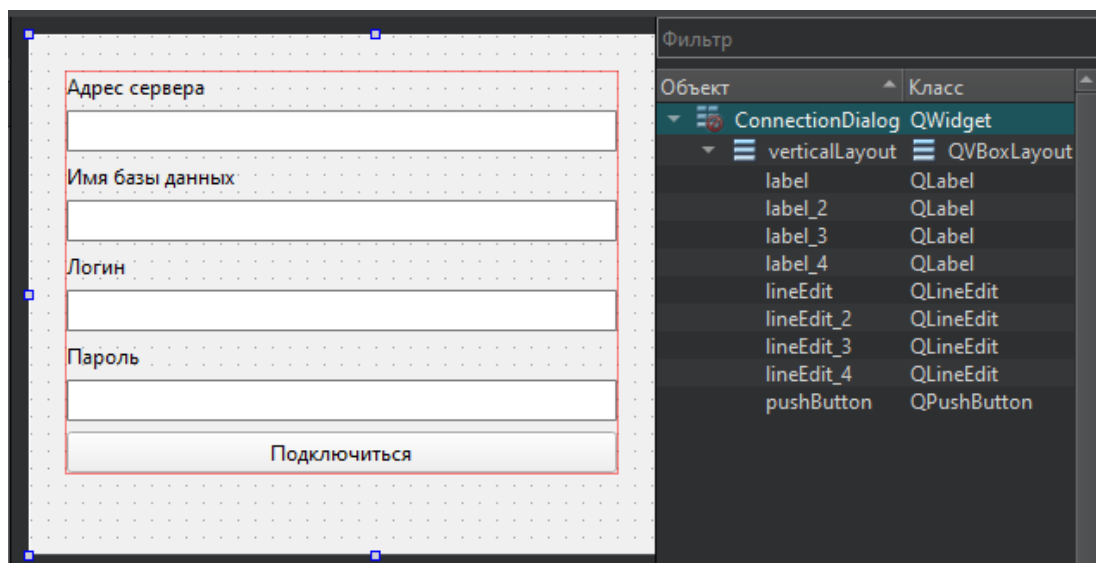 Адрес сервера
Имя базы данных
Логин
Пароль
Подключиться
Фильтр
Объект Класс
ConnectionDialog QWidget
verticalLayout QVBoxLayout
label QLabel
label_2 QLabel
label_3 QLabel
label_4 QLabel
lineEdit QLineEdit
lineEdit_2 QLineEdit
lineEdit_3 QLineEdit
lineEdit_4 QLineEdit
pushButton QPushButton